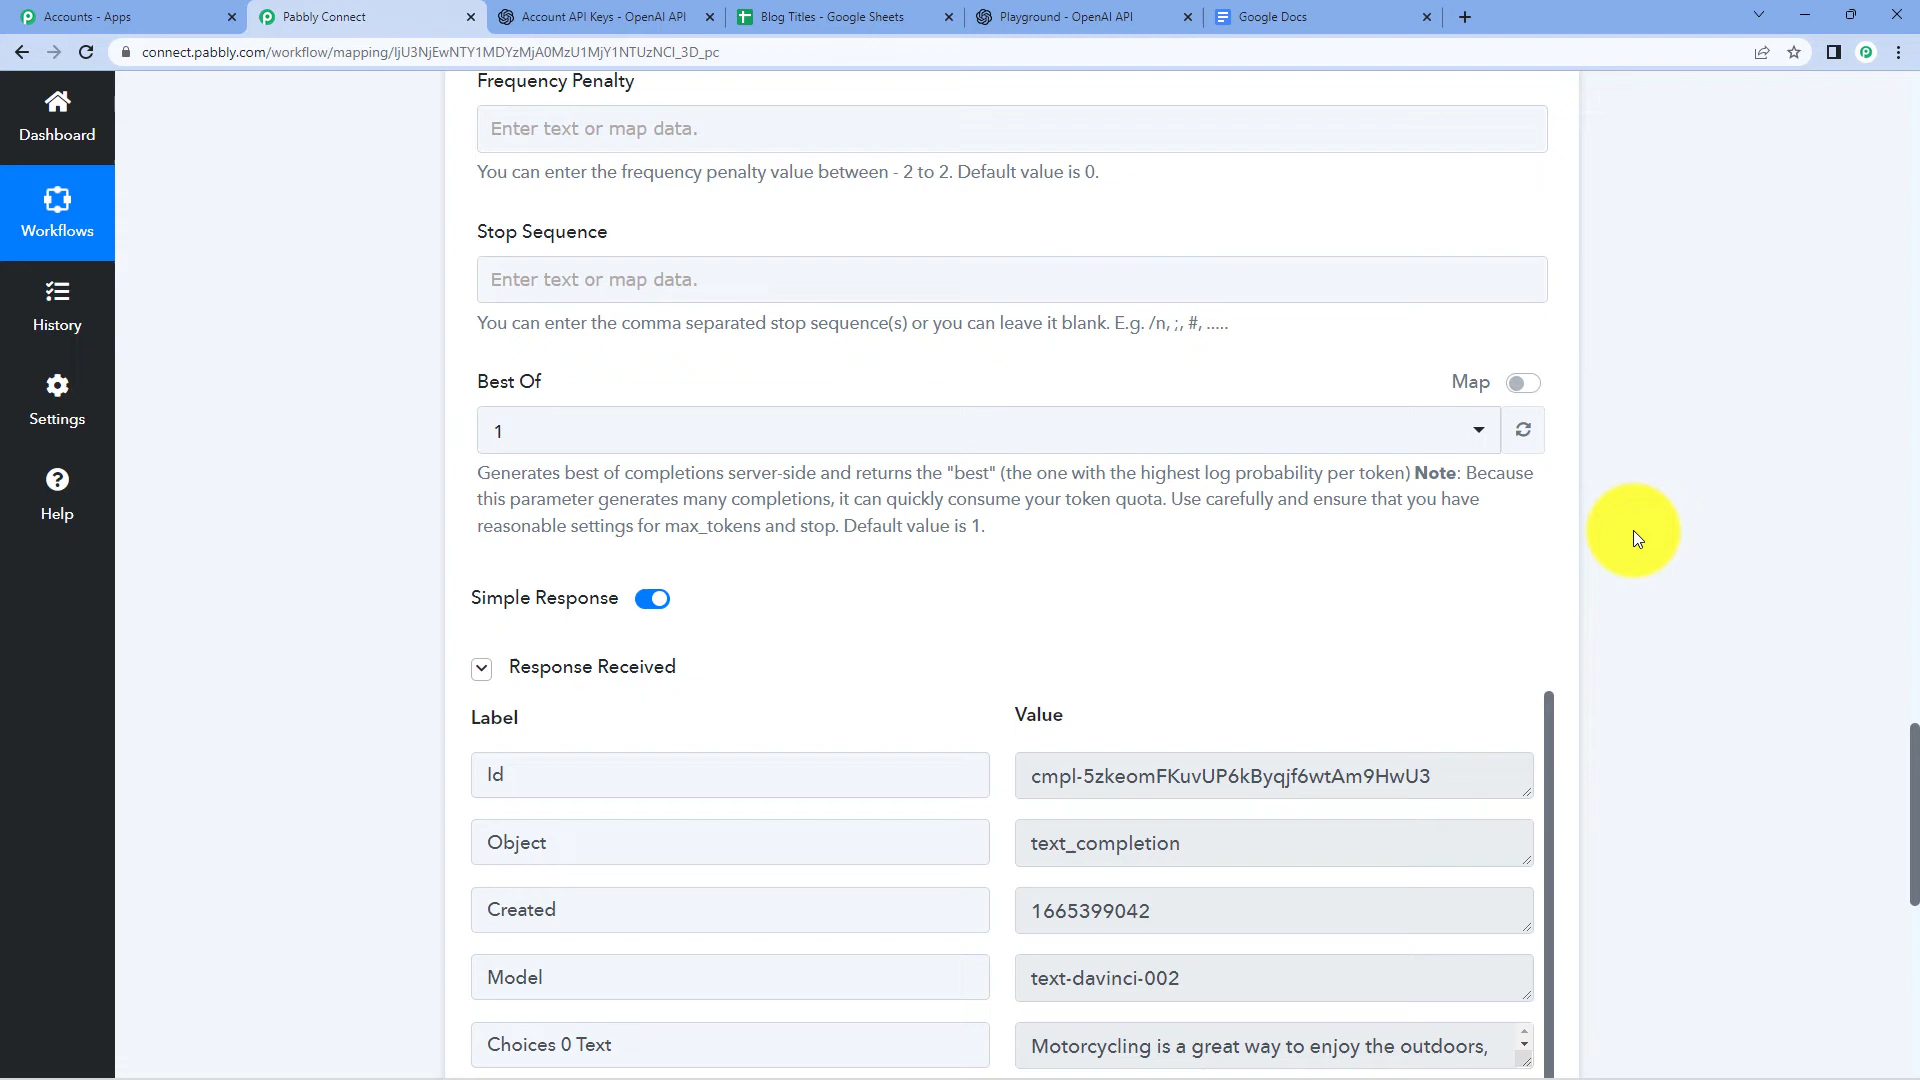 Accounts - Apps
Pabbly Connect
Account API Keys - OpenAI API
Blog Titles - Google Sheets
Playground - OpenAI API
Google Docs
connect.pabbly.com/workflow/mapping/IjU3NjEwNTY1MDYzMjA0MzU1MjY1NTUzNCI_3D_pc
Dashboard
Workflows
History
Settings
Help
Frequency Penalty
Enter text or map data.
You can enter the frequency penalty value between - 2 to 2. Default value is 0.
Stop Sequence
Enter text or map data.
You can enter the comma separated stop sequence(s) or you can leave it blank. E.g. /n, ;, #, .....
Best Of
Map
1
Generates best of completions server-side and returns the "best" (the one with the highest log probability per token) Note: Because
this parameter generates many completions, it can quickly consume your token quota. Use carefully and ensure that you have
reasonable settings for max_tokens and stop. Default value is 1.
Simple Response
Response Received
Label
Value
Id
cmpl-5zkeomFKuvUP6kByqjf6wtAm9HwU3
Object
text_completion
Created
1665399042
Model
text-davinci-002
Choices 0 Text
Motorcycling is a great way to enjoy the outdoors,